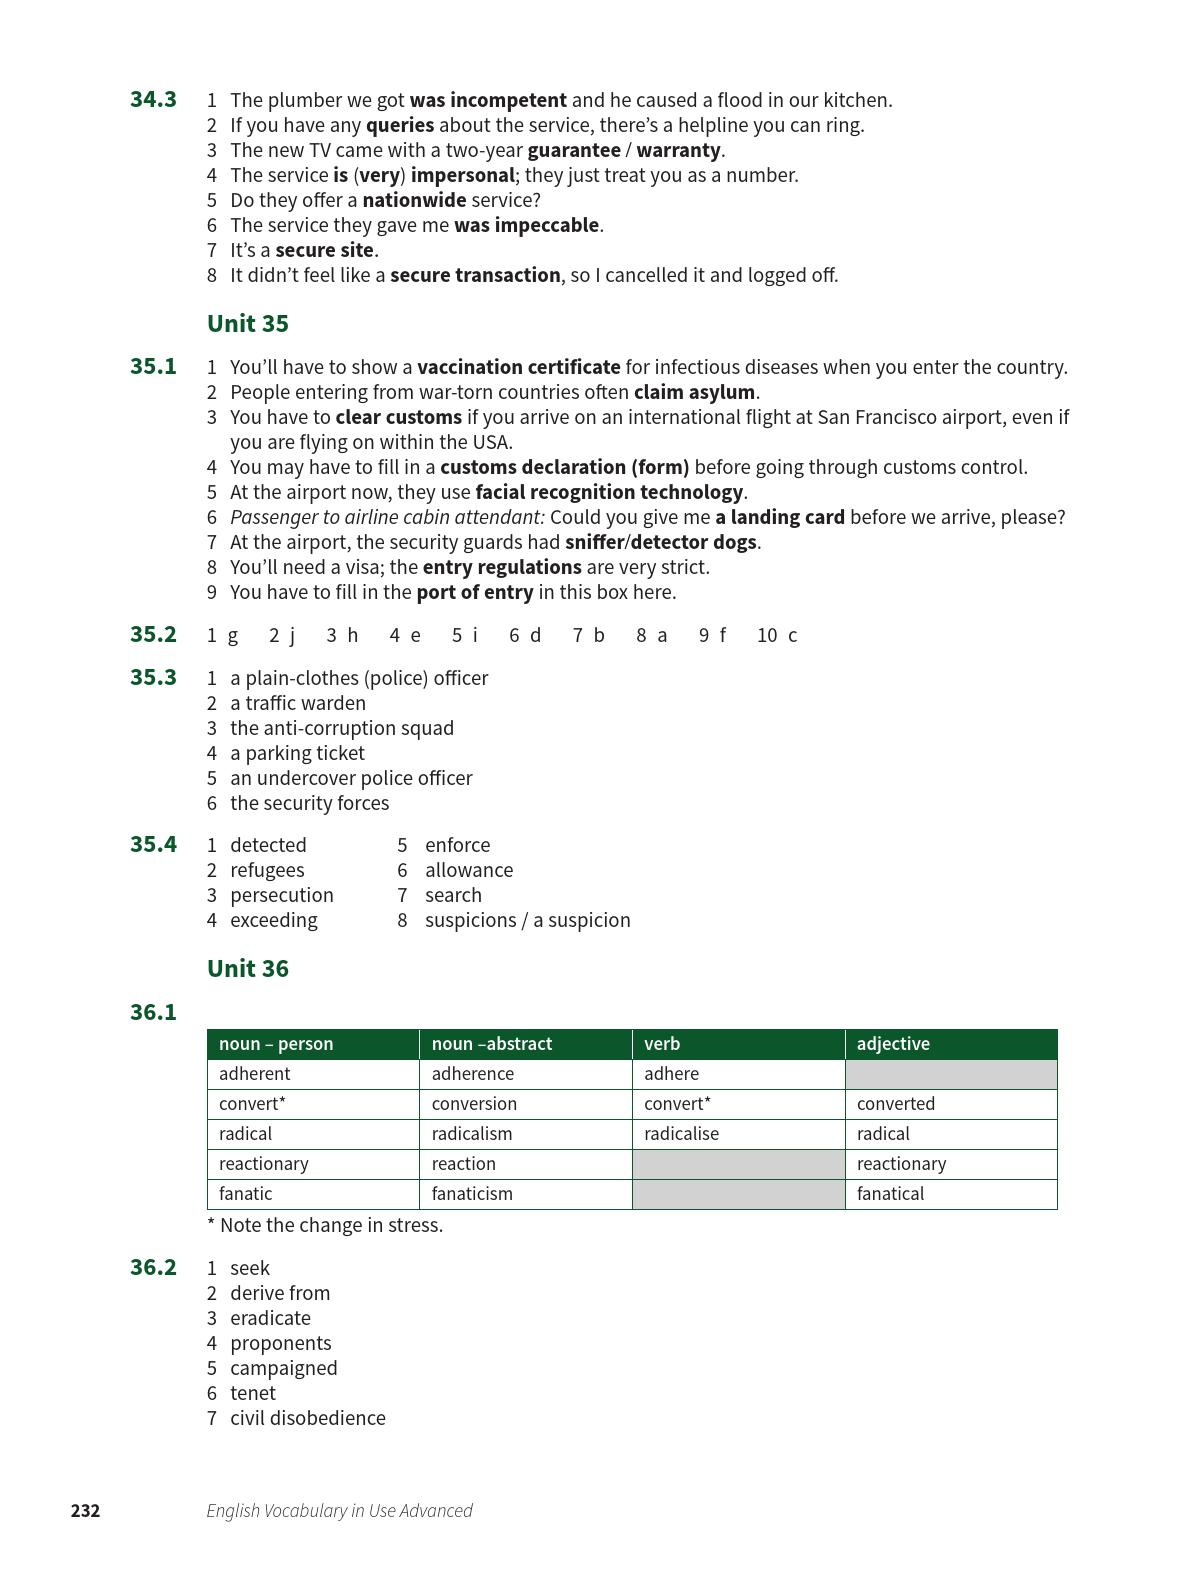 34.3 1 The plumber we got was incompetent and he caused a flood in our kitchen.
2 If you have any queries about the service, there’s a helpline you can ring.
3 The new TV came with a two-year guarantee / warranty.
4 The service is (very) impersonal; they just treat you as a number.
5 Do they offer a nationwide service?
6 The service they gave me was impeccable.
7 It’s a secure site.
8 It didn’t feel like a secure transaction, so I cancelled it and logged off.
Unit 35
35.1 1 You’ll have to show a vaccination certificate for infectious diseases when you enter the country.
2 People entering from war-torn countries often claim asylum.
3 You have to clear customs if you arrive on an international flight at San Francisco airport, even if
you are flying on within the USA.
4 You may have to fill in a customs declaration (form) before going through customs control.
5 At the airport now, they use facial recognition technology.
6 Passenger to airline cabin attendant: Could you give me a landing card before we arrive, please?
7 At the airport, the security guards had sniffer/detector dogs.
8 You’ll need a visa; the entry regulations are very strict.
9 You have to fill in the port of entry in this box here.
35.2 1 g 2 j 3 h 4 e 5 i 6 d 7 b 8 a 9 f 10 c
35.3 1 a plain-clothes (police) officer
2 a traffic warden
3 the anti-corruption squad
4 a parking ticket
5 an undercover police officer
6 the security forces
35.4 1 detected 5 enforce
2 refugees 6 allowance
3 persecution 7 search
4 exceeding 8 suspicions / a suspicion
Unit 36
36.1
noun – person noun –abstract verb adjective
adherent adherence adhere
convert* conversion convert* converted
radical radicalism radicalise radical
reactionary reaction reactionary
fanatic fanaticism fanatical
* Note the change in stress.
36.2 1 seek
2 derive from
3 eradicate
4 proponents
5 campaigned
6 tenet
7 civil disobedience
232 English Vocabulary in Use Advanced